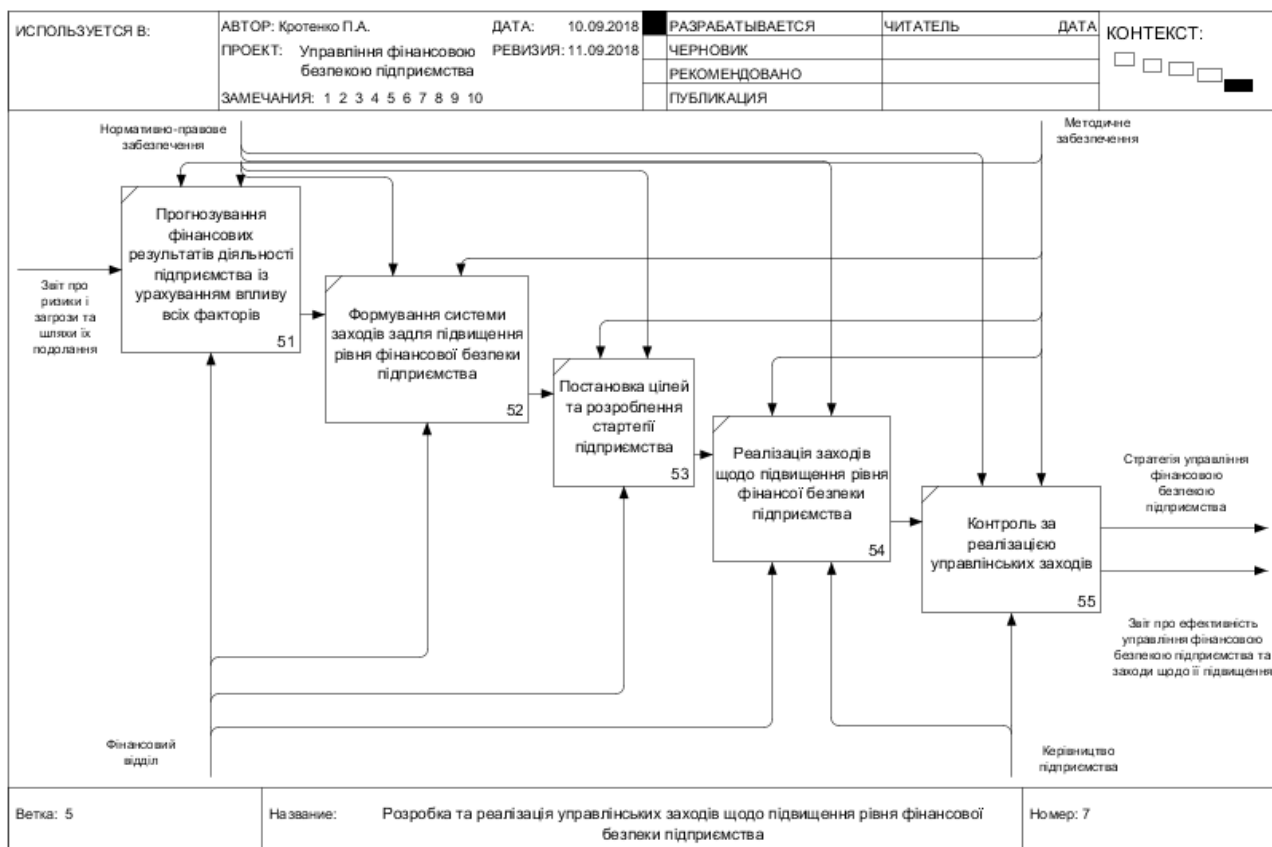 ИСПОЛЬЗУЕТСЯ В:
АВТОР: Кротенко П.А.
ДАТА: 10.09.2018
ПРОЕКТ: Управління фінансовою
безпекою підприємства
РЕВИЗИЯ: 11.09.2018
ЗАМЕЧАНИЯ: 1 2 3 4 5 6 7 8 9 10
РАЗРАБАТЫВАЕТСЯ
ЧЕРНОВИК
РЕКОМЕНДОВАНО
ПУБЛИКАЦИЯ
ЧИТАТЕЛЬ
ДАТА
КОНТЕКСТ:
Нормативно-правове
забезпечення
Методичне
забезпечення
Прогнозування
фінансових
результатів діяльності
підприємства із
урахуванням впливу
всіх факторів
51
Звіт про
ризики і
загрози та
шляхи їх
подолання
Формування системи
заходів задля підвищення
рівня фінансової безпеки
підприємства
52
Постановка цілей
та розроблення
стартегії
підприємства
53
Реалізація заходів
щодо підвищення рівня
фінансої безпеки
підприємства
54
Контроль за
реалізацією
управлінських заходів
55
Стратегія управління
фінансовою
безпекою
підприємства
Звіт про ефективність
управління фінансовою
безпекою підприємства та
заходи щодо її підвищення
Фінансовий
відділ
Керівництво
підприємства
Ветка: 5
Название: Розробка та реалізація управлінських заходів щодо підвищення рівня фінансової
безпеки підприємства
Номер: 7